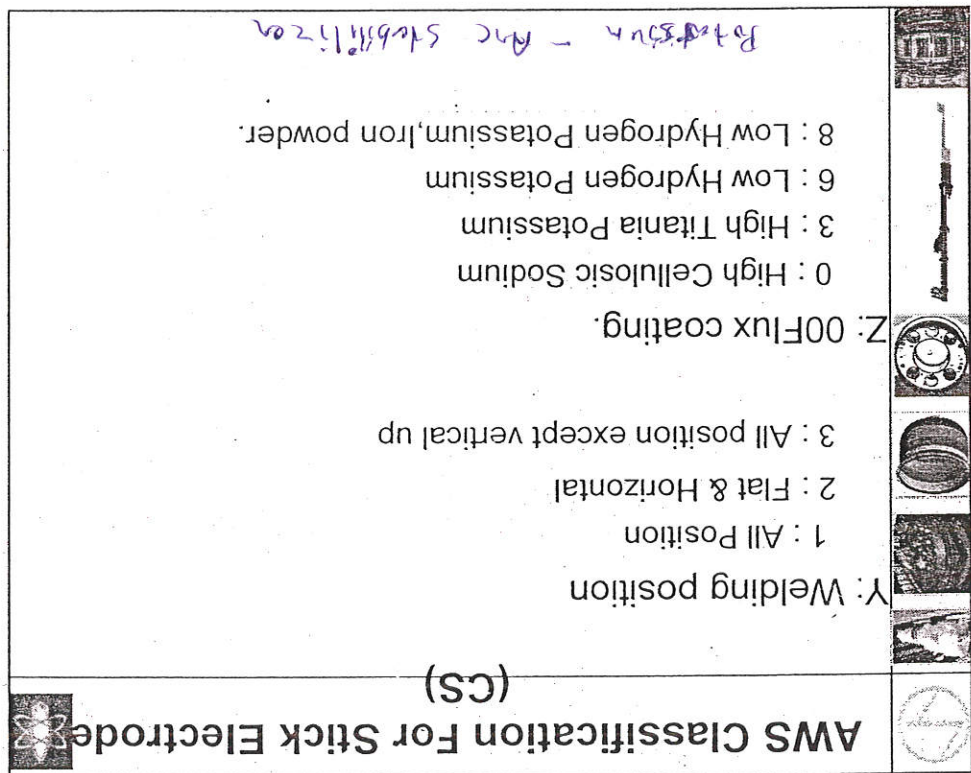 AWS Classification For Stick Electrode
(CS)
Y: Welding position
1 : All Position
2 : Flat & Horizontal
3 : All position except vertical up
Z: 00Flux coating.
0 : High Cellulosic Sodium
3 : High Titania Potassium
6 : Low Hydrogen Potassium
8 : Low Hydrogen Potassium,Iron powder.
Potassium - Arc Stabilizer